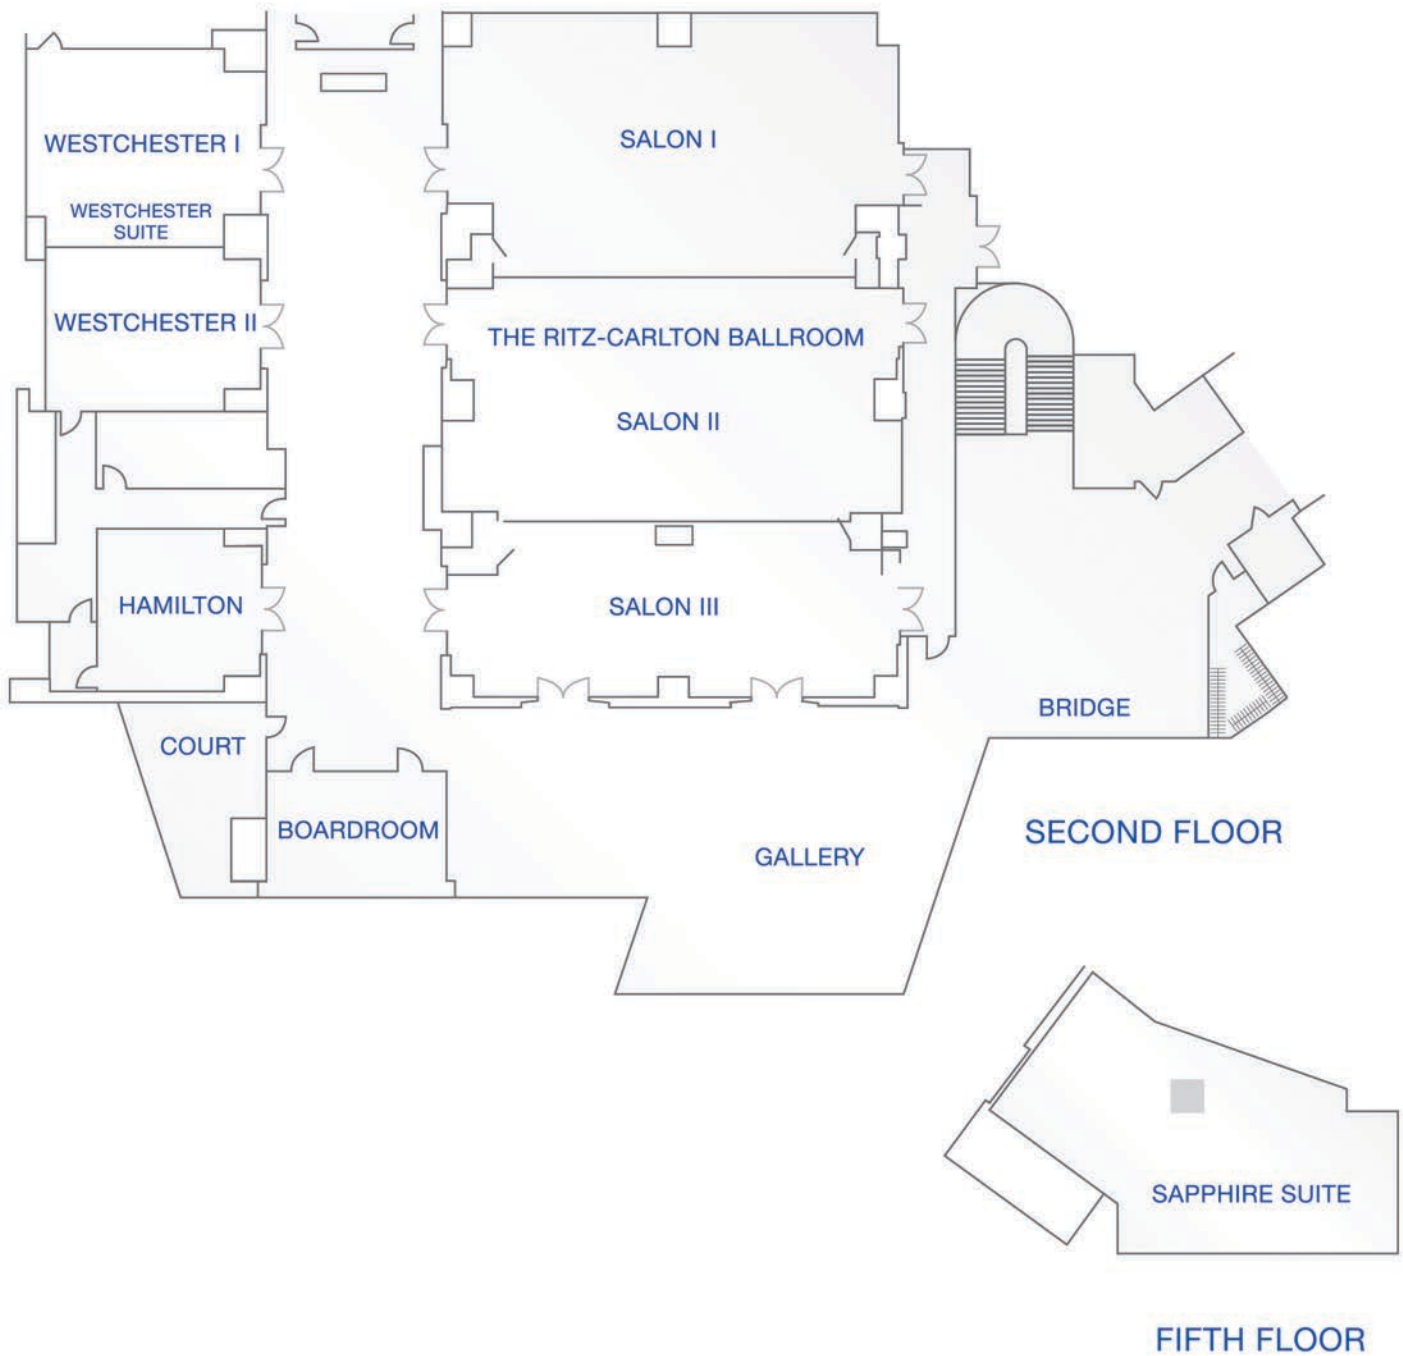 WESTCHESTER I
SALON I
WESTCHESTER
SUITE
WESTCHESTER II
THE RITZ-CARLTON BALLROOM
SALON II
HAMILTON
SALON III
BRIDGE
COURT
BOARDROOM
GALLERY
SECOND FLOOR
SAPPHIRE SUITE
FIFTH FLOOR